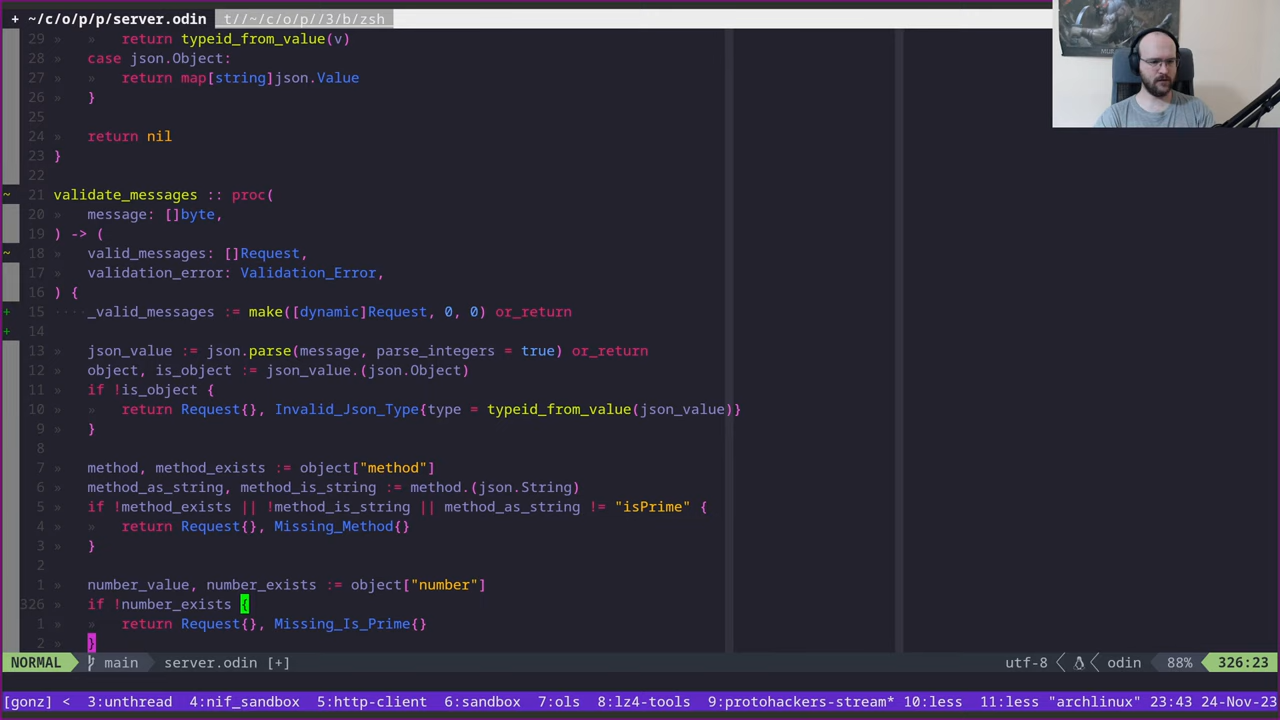 + ~/c/o/p/p/server.odin t//~/c/o/p//3/b/zsh
29 » » return typeid_from_value(v)
28 » case json.Object:
27 » » return map[string]json.Value
26 » }
25
24 » return nil
23 }
22
~ 21 validate_messages :: proc(
20 » message: []byte,
19 ) -> (
~ 18 » valid_messages: []Request,
17 » validation_error: Validation_Error,
16 ) {
+ 15 ····_valid_messages := make([dynamic]Request, 0, 0) or_return
+ 14
13 » json_value := json.parse(message, parse_integers = true) or_return
12 » object, is_object := json_value.(json.Object)
11 » if !is_object {
10 » » return Request{}, Invalid_Json_Type{type = typeid_from_value(json_value)}
9 » }
8
7 » method, method_exists := object["method"]
6 » method_as_string, method_is_string := method.(json.String)
5 » if !method_exists || !method_is_string || method_as_string != "isPrime" {
4 » » return Request{}, Missing_Method{}
3 » }
2
1 » number_value, number_exists := object["number"]
326 » if !number_exists {
1 » » return Request{}, Missing_Is_Prime{}
2 » }
NORMAL main server.odin [+] utf-8 odin 88% 326:23
[gonz] < 3:unthread 4:nif_sandbox 5:http-client 6:sandbox 7:ols 8:lz4-tools 9:protohackers-stream* 10:less 11:less "archlinux" 23:43 24-Nov-23